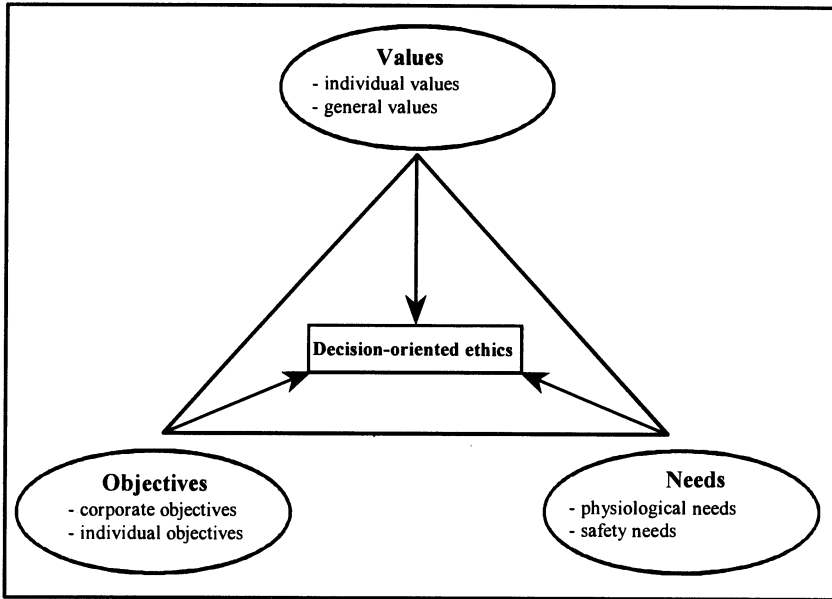 Values
- individual values
- general values
Decision-oriented ethics
Objectives
- corporate objectives
- individual objectives
Needs
- physiological needs
- safety needs